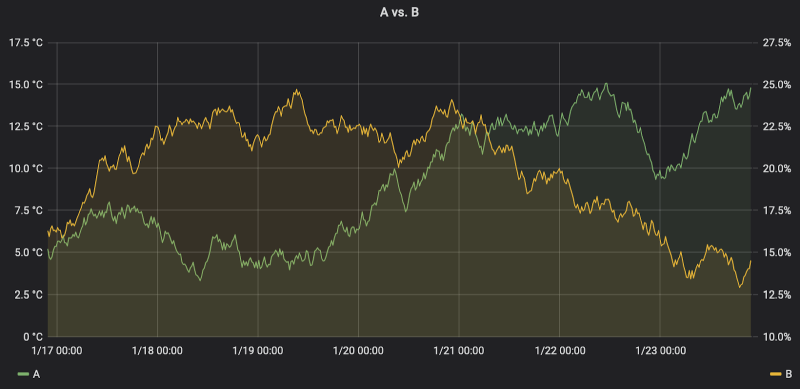 A vs. B
17.5 °C
15.0 °C
12.5 °C
10.0 °C
7.5 °C
5.0 °C
2.5 °C
0 °C
27.5%
25.0%
22.5%
20.0%
17.5%
15.0%
12.5%
10.0%
1/17 00:00 1/18 00:00 1/19 00:00 1/20 00:00 1/21 00:00 1/22 00:00 1/23 00:00
A
B